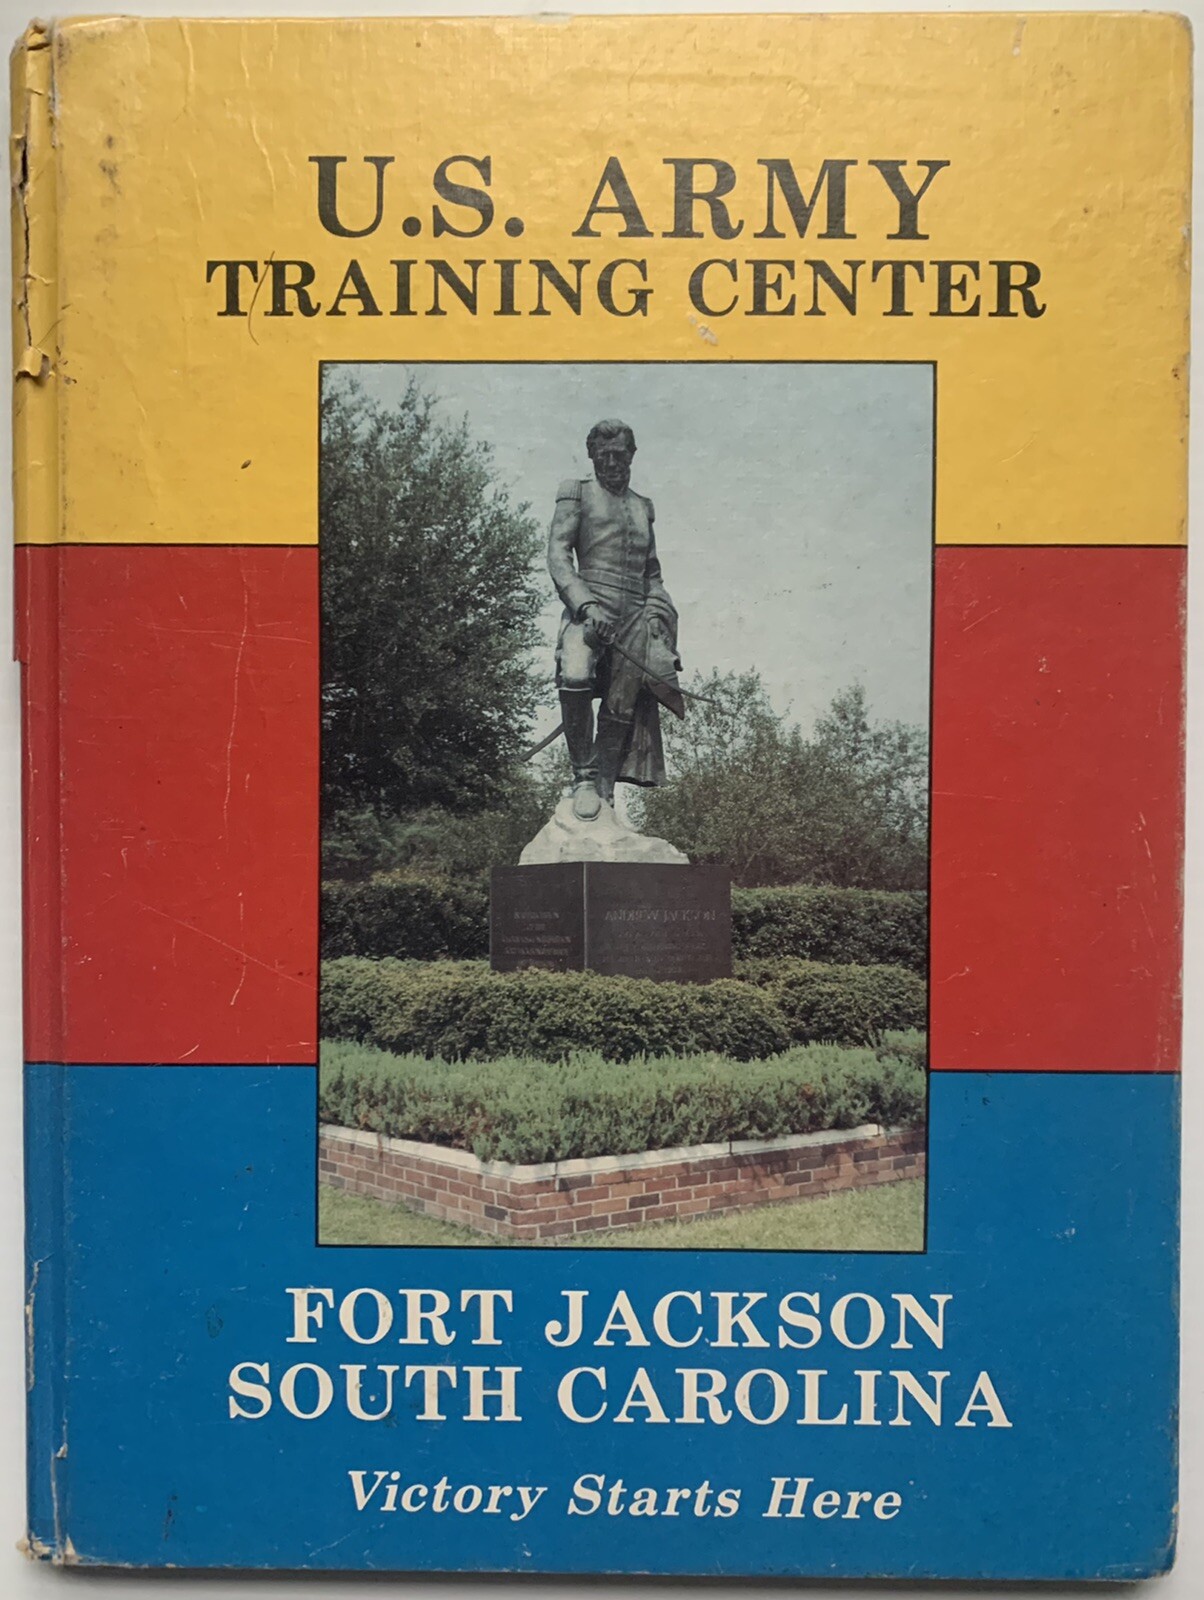 U.S. ARMY
TRAINING CENTER
FORT JACKSON
SOUTH CAROLINA
Victory Starts Here